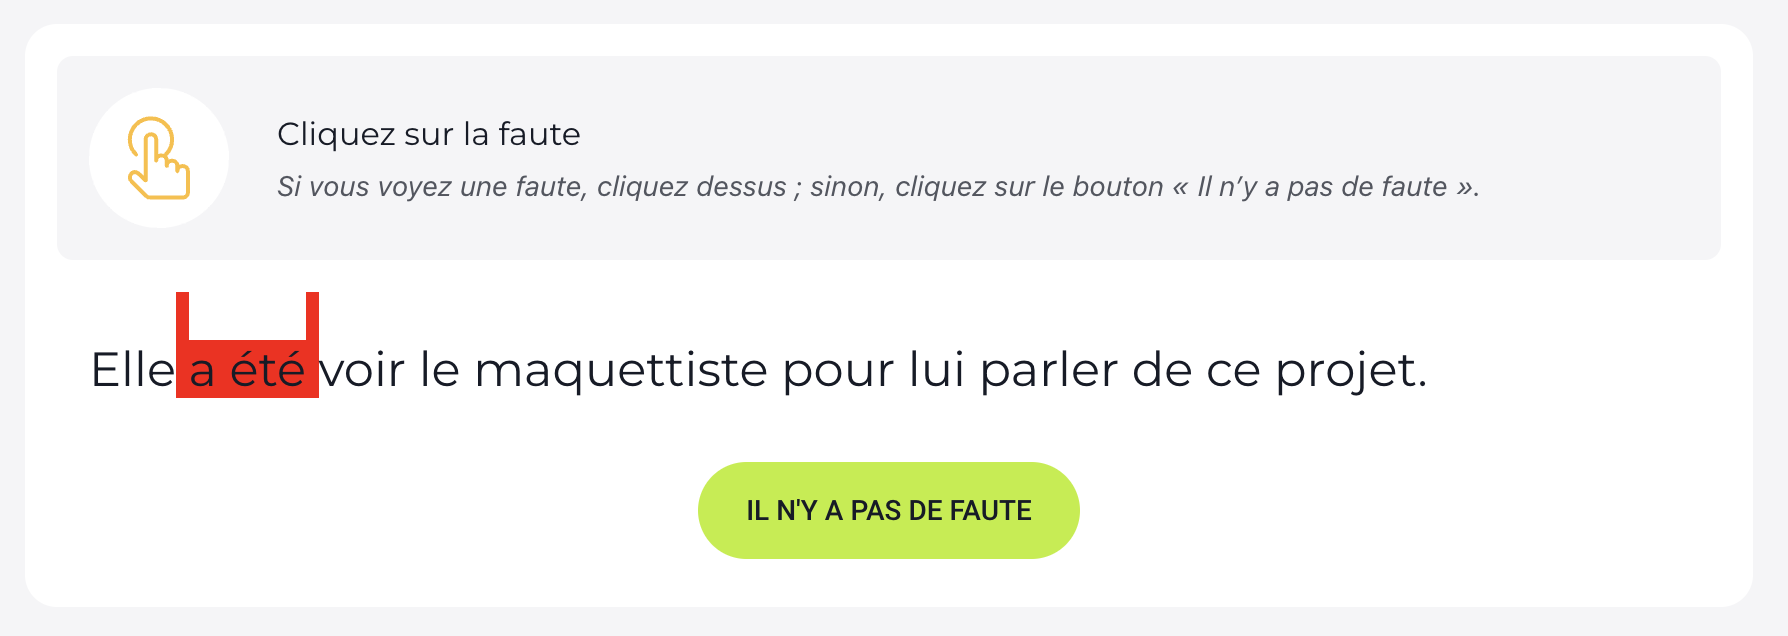 Cliquez sur la faute
Si vous voyez une faute, cliquez dessus ; sinon, cliquez sur le bouton « Il n’y a pas de faute ».
Elle a été voir le maquettiste pour lui parler de ce projet.
IL N'Y A PAS DE FAUTE